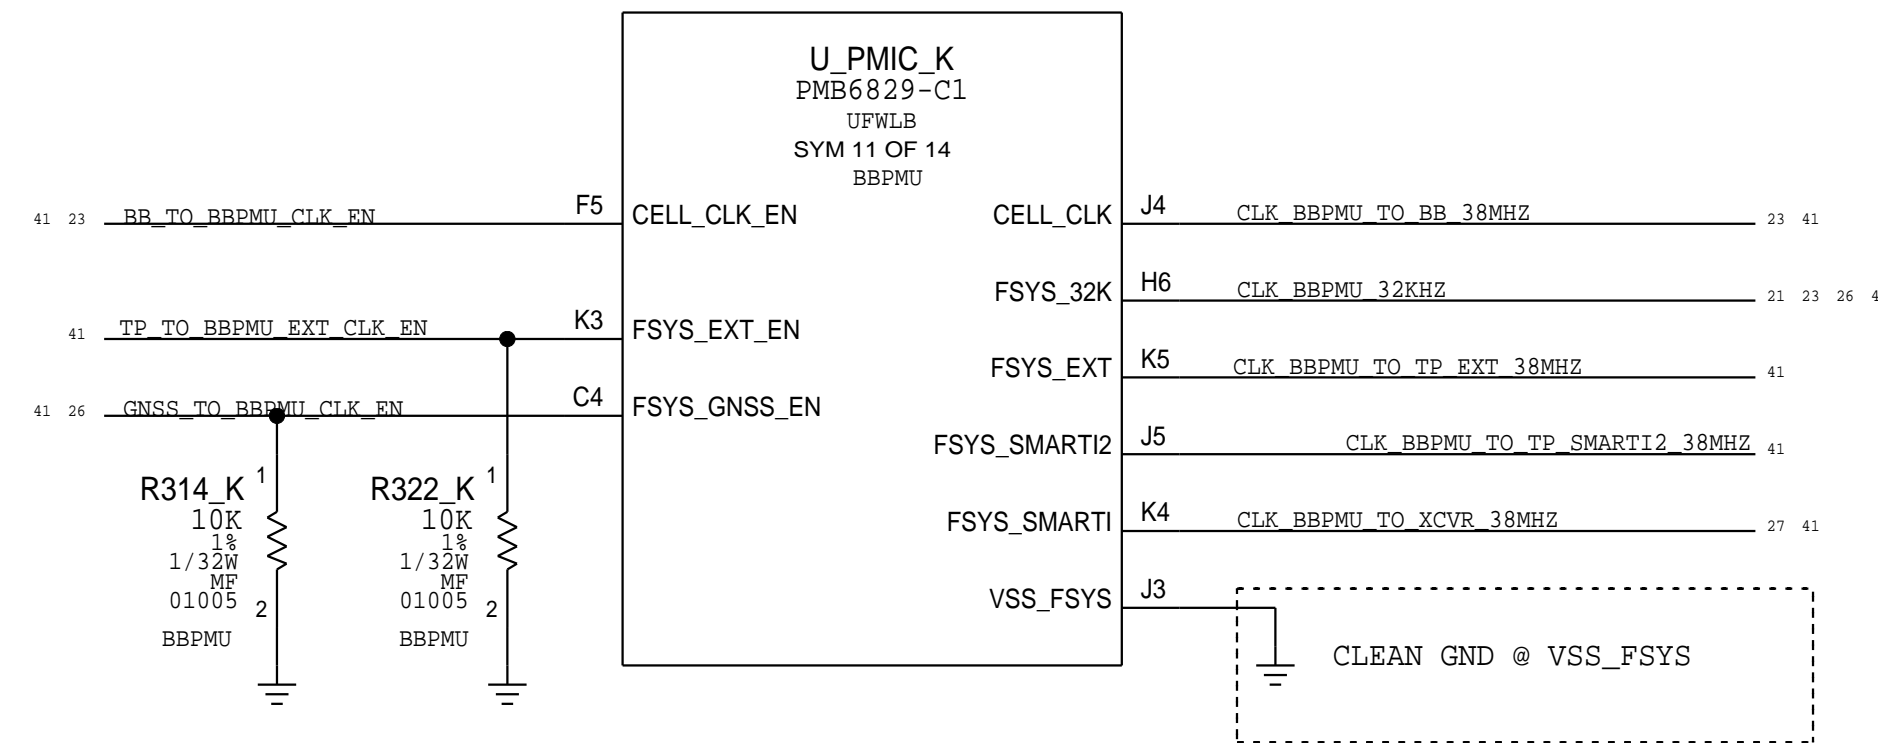 U_PMIC_K
PMB6829-C1
UFWLB
SYM 11 OF 14
BBPMU
41 23 BB_TO_BBPMU_CLK_EN F5 CELL_CLK_EN CELL_CLK J4 CLK_BBPMU_TO_BB_38MHZ 23 41
FSYS_32K H6 CLK_BBPMU_32KHZ 21 23 26 4
41 TP_TO_BBPMU_EXT_CLK_EN K3 FSYS_EXT_EN
FSYS_EXT K5 CLK_BBPMU_TO_TP_EXT_38MHZ 41
41 26 GNSS_TO_BBPMU_CLK_EN C4 FSYS_GNSS_EN
FSYS_SMARTI2 J5 CLK_BBPMU_TO_TP_SMARTI2_38MHZ 41
FSYS_SMARTI K4 CLK_BBPMU_TO_XCVR_38MHZ 27 41
VSS_FSYS J3
CLEAN GND @ VSS_FSYS
R314_K 1
10K
1%
1/32W
MF
01005 2
BBPMU
R322_K 1
10K
1%
1/32W
MF
01005 2
BBPMU